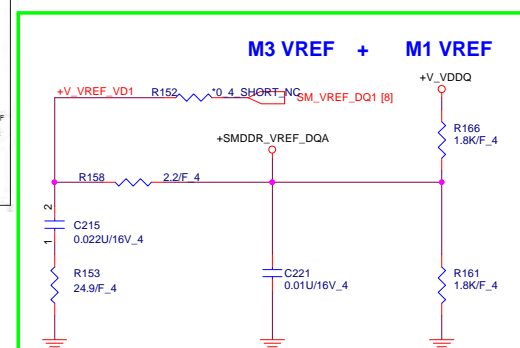 M3 VREF + M1 VREF
+V_VDDQ
+V_VREF_VD1
R152
*0_4_SHORT_NC
SM_VREF_DQ1 [8]
F
+SMDDR_VREF_DQA
R166
1.8K/F_4
R158
2.2/F_4
2
C215
0.022U/16V_4
1
R153
24.9/F_4
C221
0.01U/16V_4
R161
1.8K/F_4